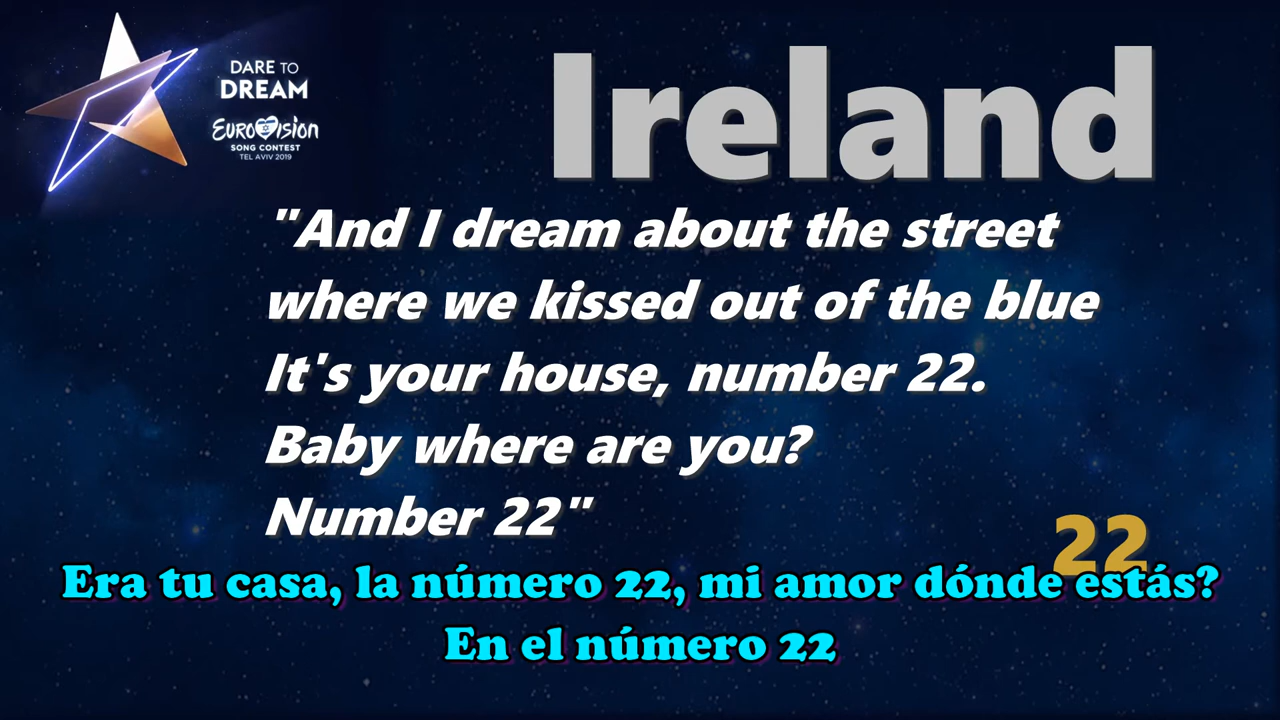 DARE TO
DREAM
EUROVISION
SONG CONTEST
TEL AVIV 2019
Ireland
"And I dream about the street
where we kissed out of the blue
It's your house, number 22.
Baby where are you?
Number 22"
22
Era tu casa, la número 22, mi amor dónde estás?
En el número 22